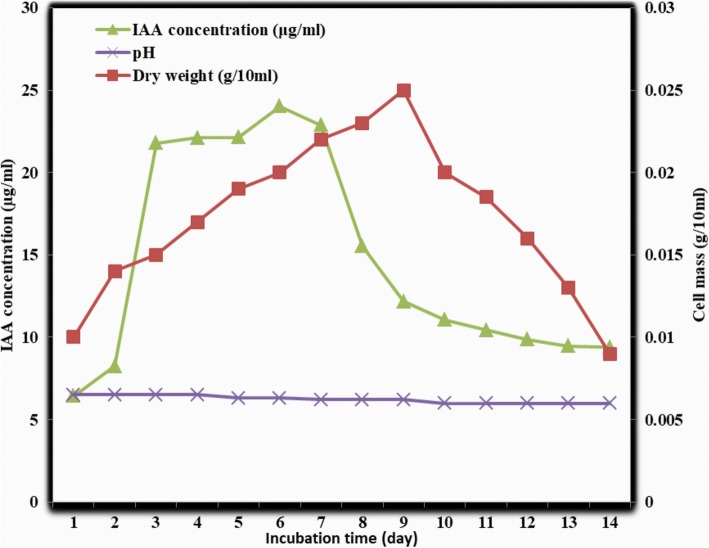 IAA concentration (µg/ml)
pH
Dry weight (g/10ml)
30
25
20
15
10
5
0
IAA concentration (µg/ml)
0.03
0.025
0.02
0.015
0.01
0.005
0
Cell mass (g/10ml)
1 2 3 4 5 6 7 8 9 10 11 12 13 14
Incubation time (day)